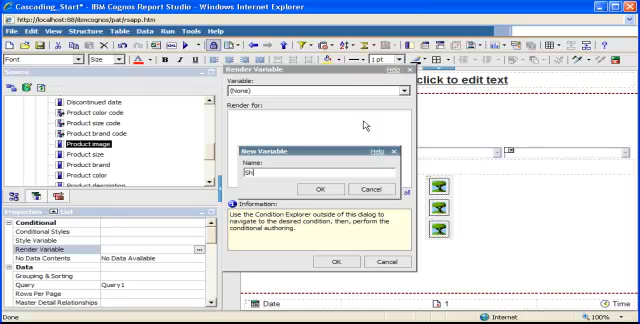 Cascading_Start* - IBM Cognos Report Studio - Windows Internet Explorer
http://localhost:88/ibmcognos/pat/rsapp.htm
File Edit View Structure Table Data Run Tools Help
Font Size 1 pt
Source
Discontinued date
Product color code
Product size code
Product brand code
Product image
Product size
Product brand
Product color
Product description
Properties List
Conditional
Conditional Styles
Style Variable
Render Variable
No Data Contents No Data Available
Data
Grouping & Sorting
Query Query1
Rows Per Page
Master Detail Relationships
Render Variable Help
Variable:
(None)
Render for:
New Variable Help
Name:
Sh
OK Cancel
all
Information:
Use the Condition Explorer outside of this dialog to
navigate to the desired condition, then, perform the
conditional authoring.
OK Cancel
click to edit text
Date 1 Time
Done Internet 100%